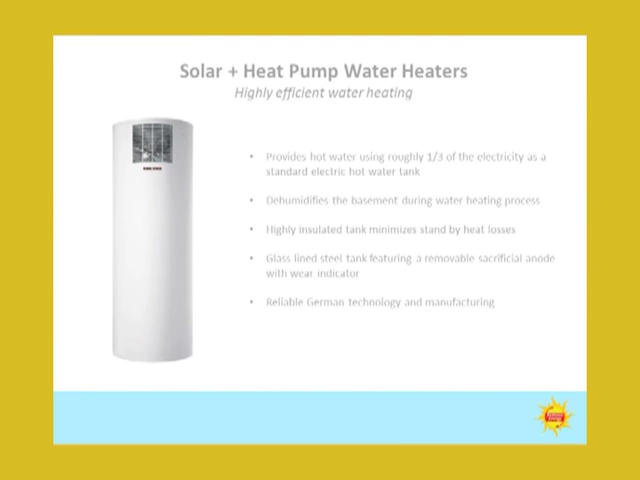 Solar + Heat Pump Water Heaters
Highly efficient water heating
• Provides hot water using roughly 1/3 of the electricity as a
standard electric hot water tank
• Dehumidifies the basement during water heating process
• Highly insulated tank minimizes stand by heat losses
• Glass lined steel tank featuring a removable sacrificial anode
with wear indicator
• Reliable German technology and manufacturing